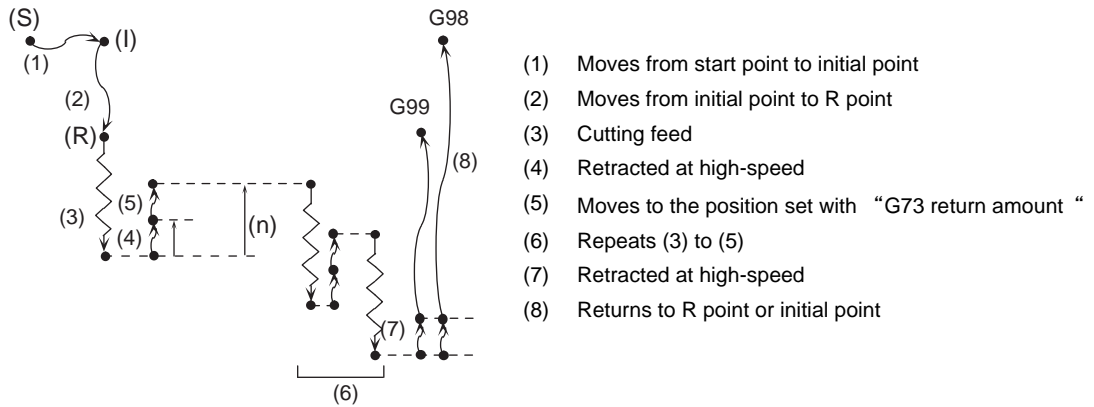 (S)
(I)
(1)
(2)
(R)
(3)
(5)
(4)
(n)
G99
G98
(8)
(7)
(6)
(1) Moves from start point to initial point
(2) Moves from initial point to R point
(3) Cutting feed
(4) Retracted at high-speed
(5) Moves to the position set with “G73 return amount “
(6) Repeats (3) to (5)
(7) Retracted at high-speed
(8) Returns to R point or initial point